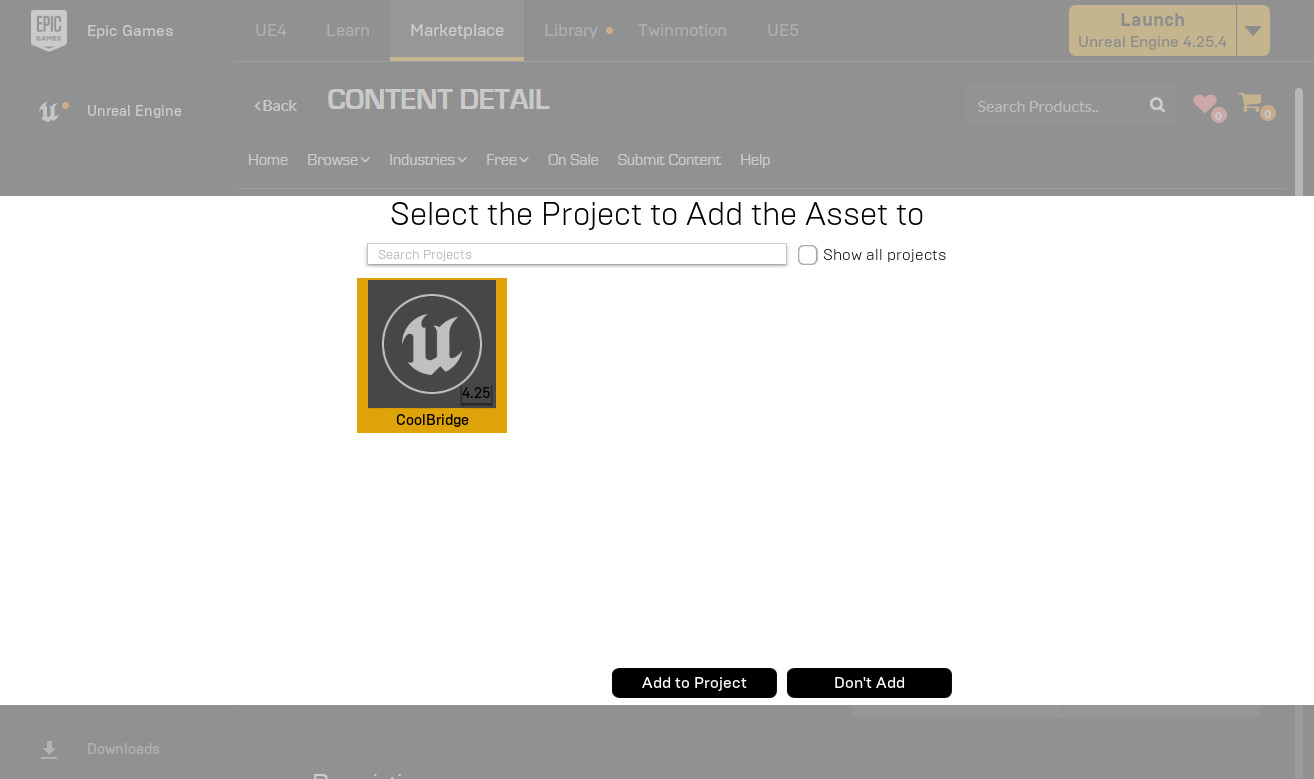 EPIC
GAMES
Epic Games
UE4
Learn
Marketplace
Library
Twinmotion
UE5
Launch
Unreal Engine 4.25.4
Unreal Engine
Back
CONTENT DETAIL
Search Products..
0
0
Home
Browse
Industries
Free
On Sale
Submit Content
Help
Select the Project to Add the Asset to
Search Projects
Show all projects
4.25
CoolBridge
Add to Project
Don't Add
Downloads